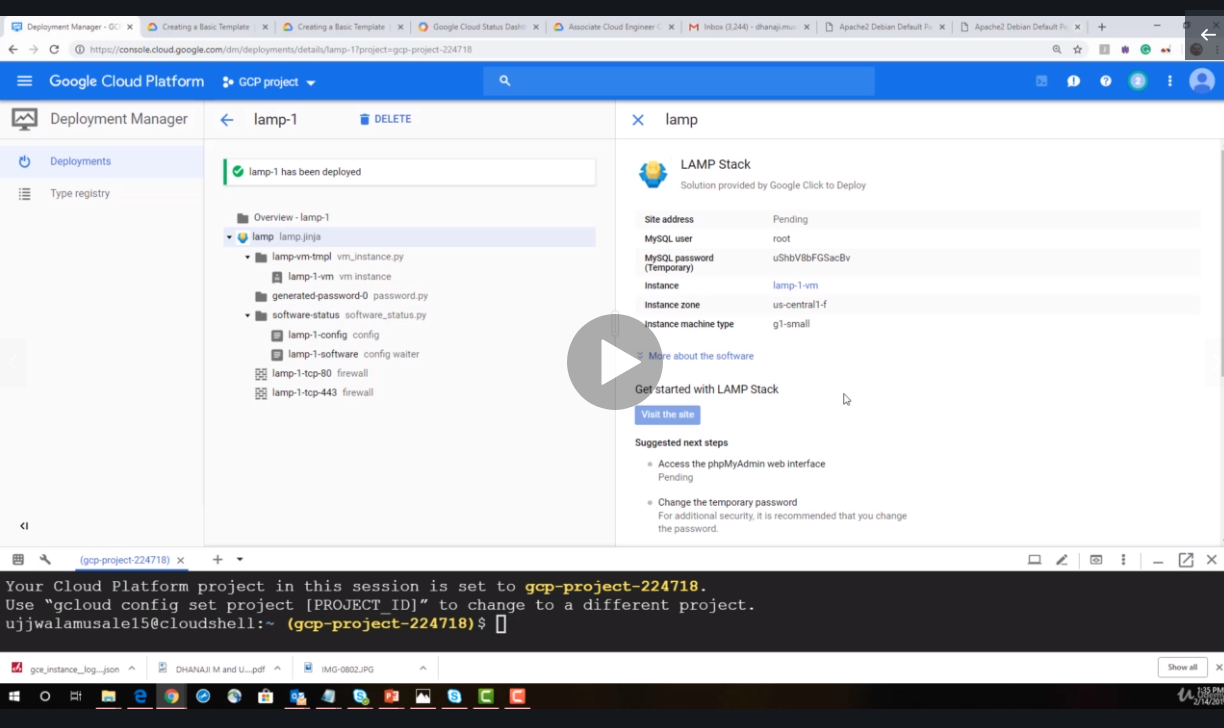 Deployment Manager - GC
Creating a Basic Template
Creating a Basic Template
Google Cloud Status Dash
Associate Cloud Engineer C
Inbox (3,244) - dhanaji.mus
Apache2 Debian Default P
Apache2 Debian Default P
https://console.cloud.google.com/dm/deployments/details/lamp-1?project=gcp-project-224718
Google Cloud Platform
GCP project
2
Deployment Manager
lamp-1
DELETE
lamp
Deployments
Type registry
lamp-1 has been deployed
Overview - lamp-1
lamp lamp.jinja
lamp-vm-tmpl vm_instance.py
lamp-1-vm vm instance
generated-password-0 password.py
software-status software_status.py
lamp-1-config config
lamp-1-software config waiter
lamp-1-tcp-80 firewall
lamp-1-tcp-443 firewall
LAMP Stack
Solution provided by Google Click to Deploy
Site address Pending
MySQL user root
MySQL password (Temporary) uShbV8bFGSacBv
Instance lamp-1-vm
Instance zone us-central1-f
Instance machine type g1-small
More about the software
Get started with LAMP Stack
Visit the site
Suggested next steps
Access the phpMyAdmin web interface
Pending
Change the temporary password
For additional security, it is recommended that you change
the password.
(gcp-project-224718)
Your Cloud Platform project in this session is set to gcp-project-224718.
Use “gcloud config set project [PROJECT_ID]” to change to a different project.
ujjwalamusale15@cloudshell:~ (gcp-project-224718)$
gce_instance_log....json
DHANAJI M and U....pdf
IMG-0802.JPG
Show all
1:35 PM
2/14/201